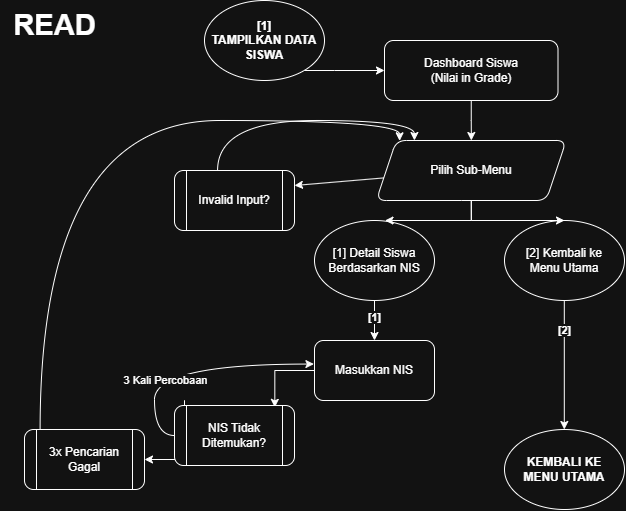 READ
[1]
TAMPILKAN DATA
SISWA
Dashboard Siswa
(Nilai in Grade)
Pilih Sub-Menu
Invalid Input?
[1] Detail Siswa
Berdasarkan NIS
[2] Kembali ke
Menu Utama
[1]
[2]
Masukkan NIS
3 Kali Percobaan
NIS Tidak
Ditemukan?
3x Pencarian
Gagal
KEMBALI KE
MENU UTAMA